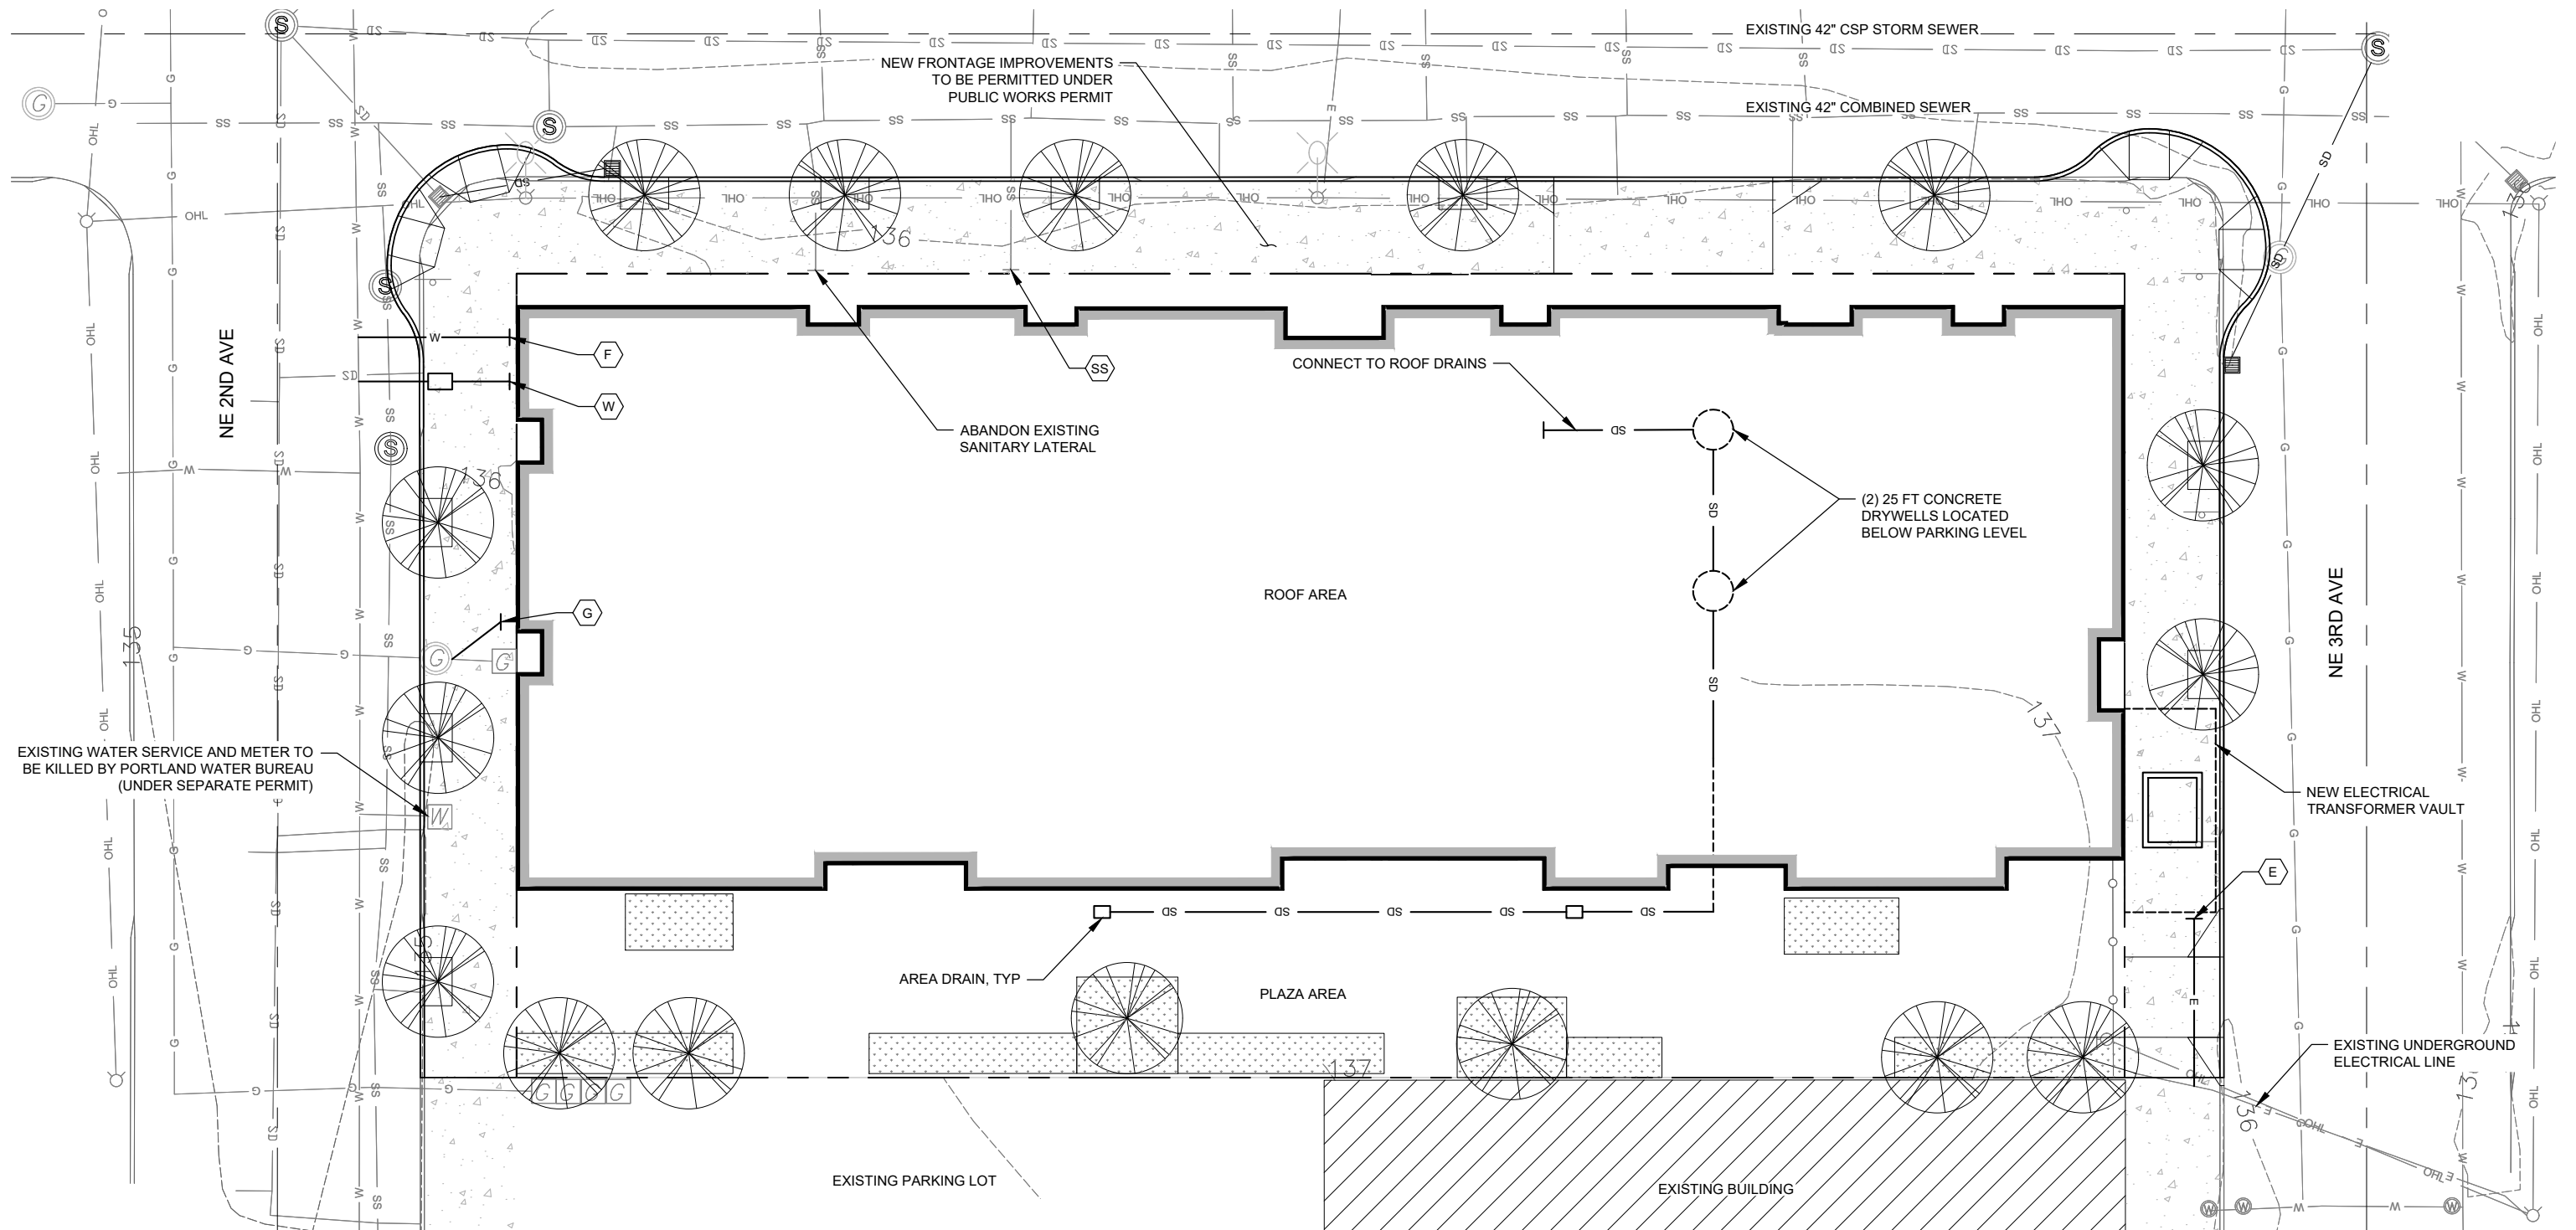 EXISTING 42" CSP STORM SEWER
NEW FRONTAGE IMPROVEMENTS
TO BE PERMITTED UNDER
PUBLIC WORKS PERMIT
EXISTING 42" COMBINED SEWER
136
NE 2ND AVE
F
W
SS
CONNECT TO ROOF DRAINS
ABANDON EXISTING
SANITARY LATERAL
(2) 25 FT CONCRETE
DRYWELLS LOCATED
BELOW PARKING LEVEL
136
ROOF AREA
G
135
NE 3RD AVE
137
EXISTING WATER SERVICE AND METER TO
BE KILLED BY PORTLAND WATER BUREAU
(UNDER SEPARATE PERMIT)
NEW ELECTRICAL
TRANSFORMER VAULT
E
AREA DRAIN, TYP
PLAZA AREA
137
EXISTING UNDERGROUND
ELECTRICAL LINE
136
EXISTING PARKING LOT
EXISTING BUILDING